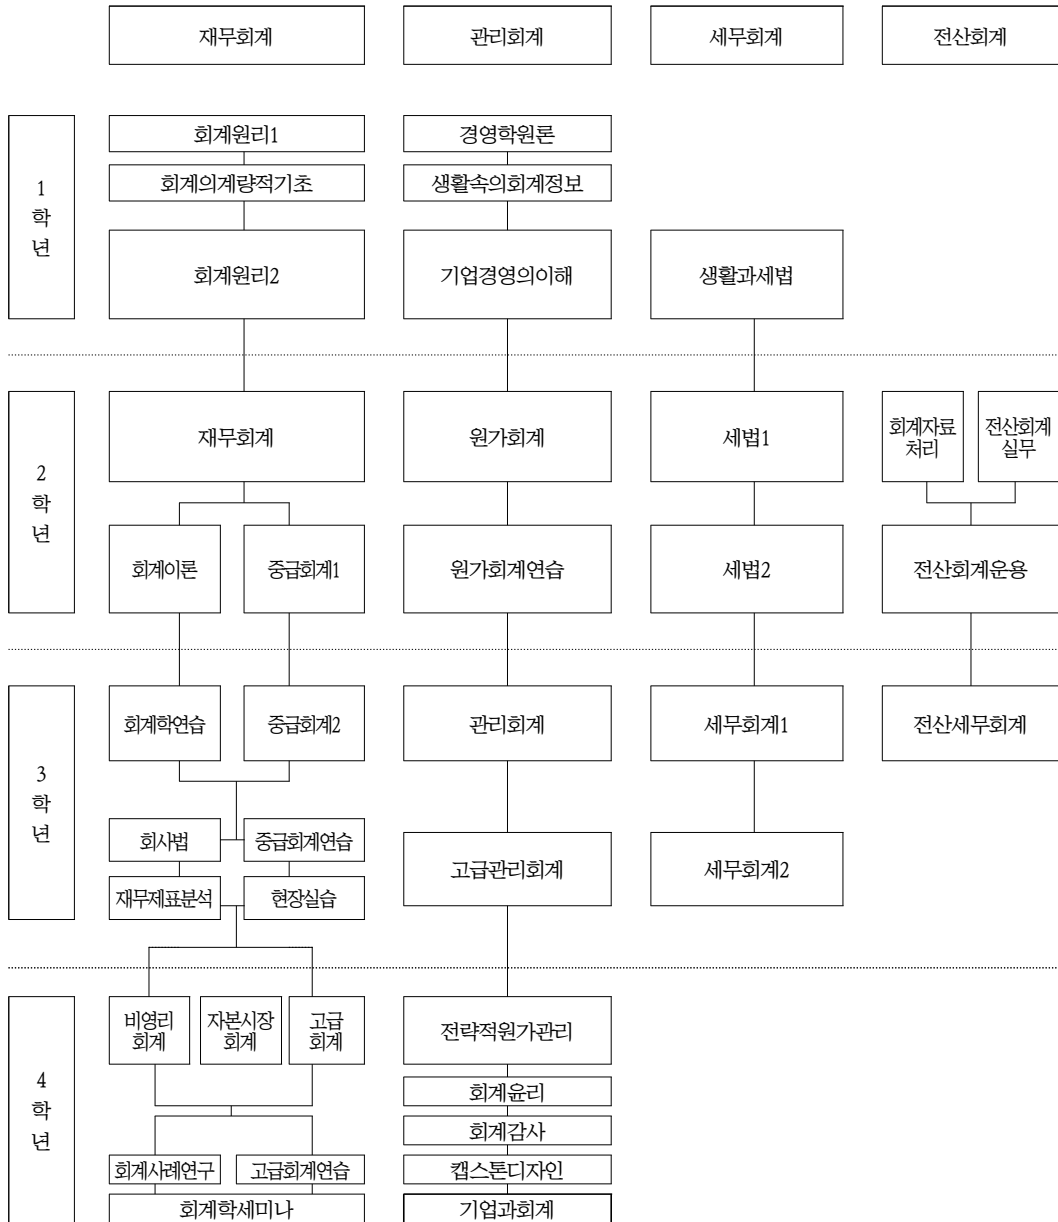 재무회계
관리회계
세무회계
전산회계
1
학
년
회계원리1
경영학원론
회계의계량적기초
생활속의회계정보
회계원리2
기업경영의이해
생활과세법
2
학
년
재무회계
원가회계
세법1
회계자료
처리
전산회계
실무
회계이론
중급회계1
원가회계연습
세법2
전산회계운용
3
학
년
회계학연습
중급회계2
관리회계
세무회계1
전산세무회계
회사법
중급회계연습
고급관리회계
세무회계2
재무제표분석
현장실습
4
학
년
비영리
회계
자본시장
회계
고급
회계
전략적원가관리
회계윤리
회계감사
회계사례연구
고급회계연습
캡스톤디자인
회계학세미나
기업과회계